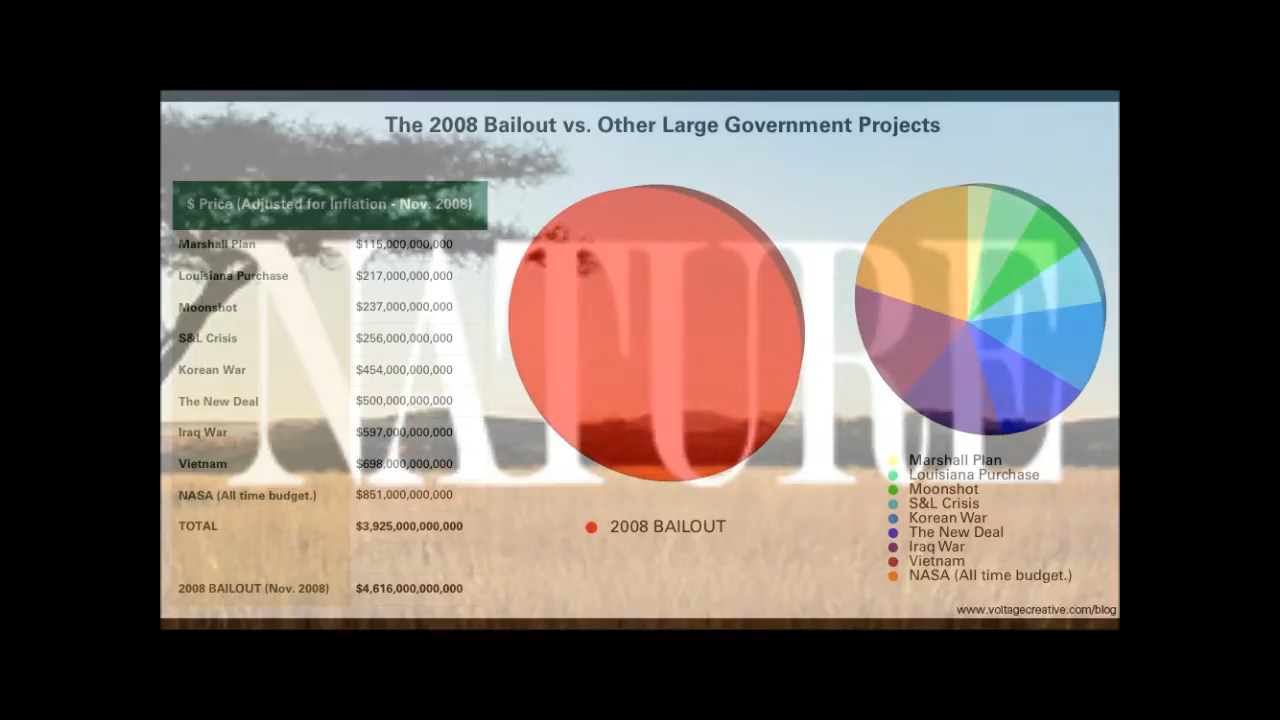 The 2008 Bailout vs. Other Large Government Projects
$ Price (Adjusted for Inflation - Nov. 2008)
Marshall Plan $115,000,000,000
Louisiana Purchase $217,000,000,000
Moonshot $237,000,000,000
S&L Crisis $256,000,000,000
Korean War $454,000,000,000
The New Deal $500,000,000,000
Iraq War $597,000,000,000
Vietnam $698,000,000,000
NASA (All time budget.) $851,000,000,000
TOTAL $3,925,000,000,000
2008 BAILOUT (Nov. 2008) $4,616,000,000,000
NATURE
2008 BAILOUT
Marshall Plan
Louisiana Purchase
Moonshot
S&L Crisis
Korean War
The New Deal
Iraq War
Vietnam
NASA (All time budget.)
www.voltagecreative.com/blog